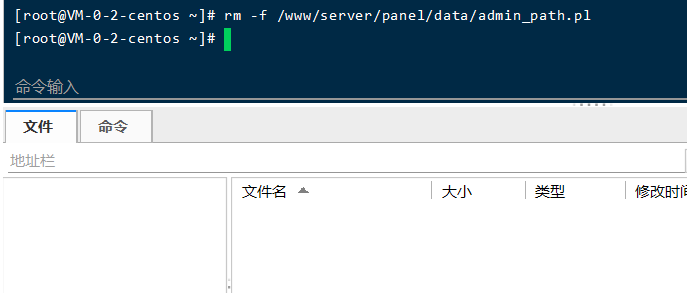 [root@VM-0-2-centos ~]# rm -f /www/server/panel/data/admin_path.pl
[root@VM-0-2-centos ~]#
命令输入
文件 命令
地址栏
文件名 大小 类型 修改时间